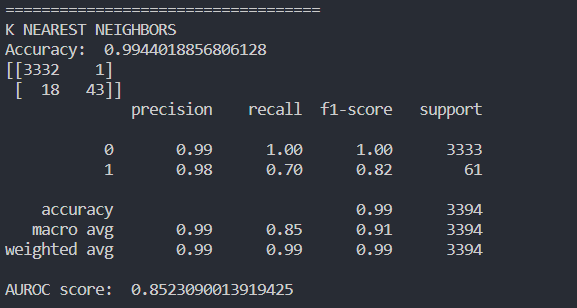 ===================================
K NEAREST NEIGHBORS
Accuracy:  0.9944018856806128
[[3332    1]
 [  18   43]]
              precision    recall  f1-score   support

           0       0.99      1.00      1.00      3333
           1       0.98      0.70      0.82        61

    accuracy                           0.99      3394
   macro avg       0.99      0.85      0.91      3394
weighted avg       0.99      0.99      0.99      3394

AUROC score:  0.8523090013919425